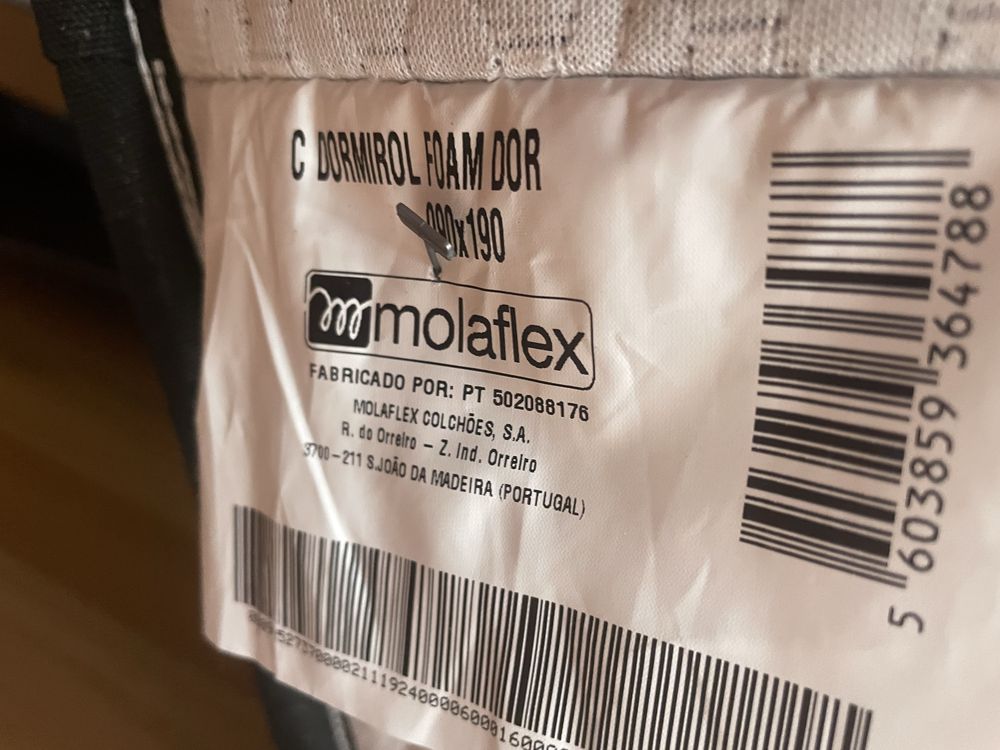 C DORMIROL FOAM DOR
090x190
molaflex
FABRICADO POR: PT 502088176
MOLAFLEX COLCHÕES, S.A.
R. do Orreiro – Z. Ind. Orreiro
3700–211 S.JOÃO DA MADEIRA (PORTUGAL)
5 603859 364788